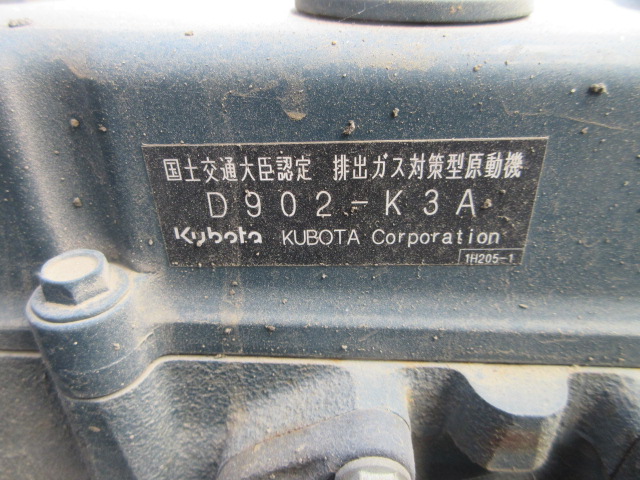 国土交通大臣認定 排出ガス対策型原動機
D902-K3A
Kubota KUBOTA Corporation
1H205-1